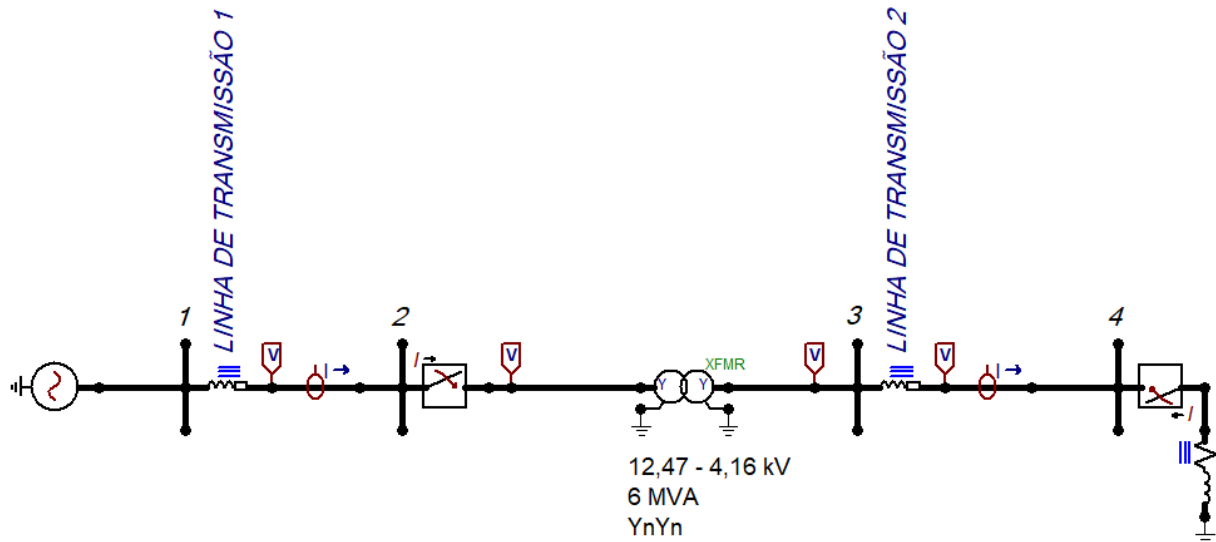 LINHA DE TRANSMISSÃO 1
LINHA DE TRANSMISSÃO 2
1
2
3
4
V
I
I
V
V
V
I
I
XFMR
Y
Y
12,47 - 4,16 kV
6 MVA
YnYn